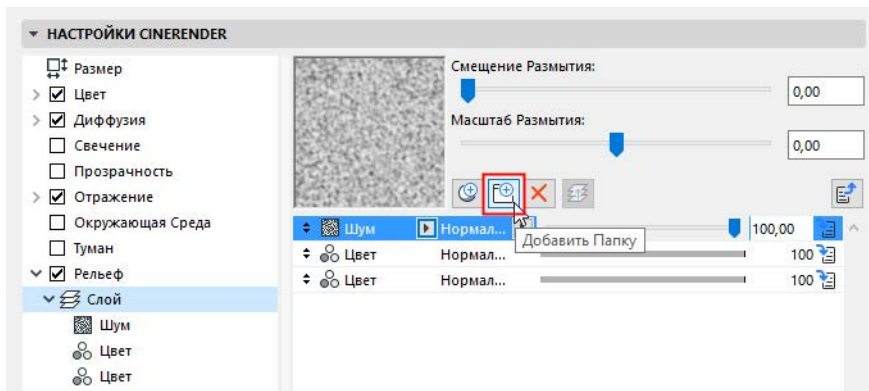 НАСТРОЙКИ CINERENDER
Размер
Цвет
Диффузия
Свечение
Прозрачность
Отражение
Окружающая Среда
Туман
Рельеф
Слой
Шум
Цвет
Цвет
Смещение Размытия:
0,00
Масштаб Размытия:
0,00
Шум Нормал... 100,00
Добавить Папку
Цвет Нормал... 100
Цвет Нормал... 100